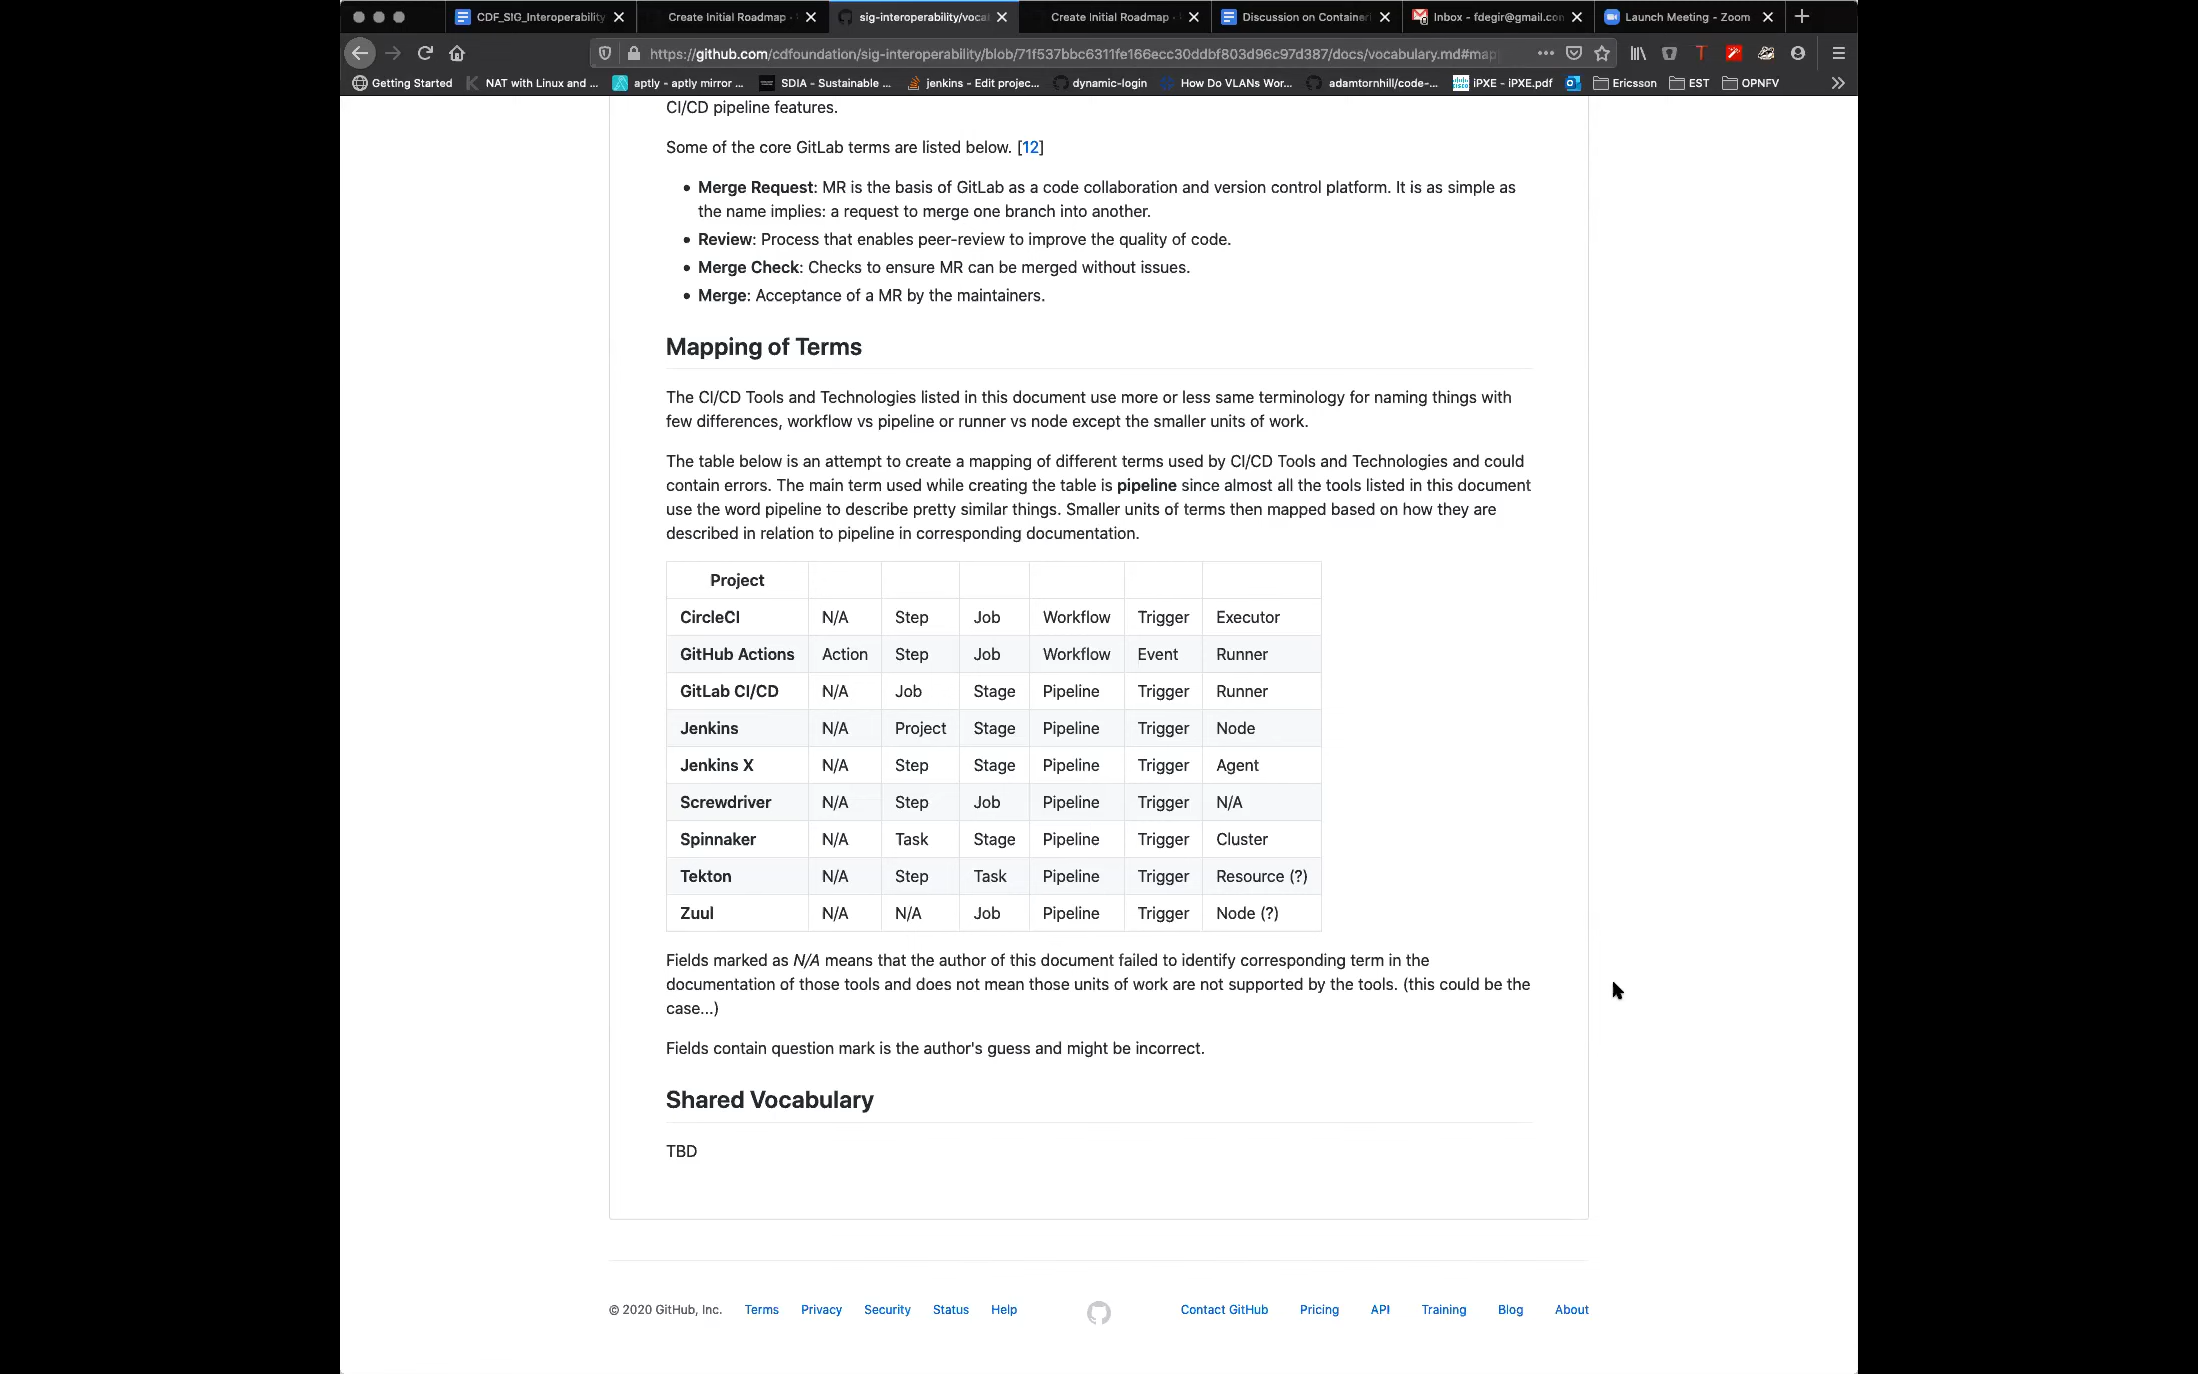 CDF_SIG_Interoperability
Create Initial Roadmap ·
sig-interoperability/voca
Create Initial Roadmap ·
Discussion on Container
Inbox - fdegir@gmail.com
Launch Meeting - Zoom
https://github.com/cdfoundation/sig-interoperability/blob/71f537bbc6311fe166ecc30ddbf803d96c97d387/docs/vocabulary.md#map
Getting Started
NAT with Linux and ...
aptly - aptly mirror ...
SDIA - Sustainable ...
jenkins - Edit projec...
dynamic-login
How Do VLANs Wor...
adamtornhill/code-...
iPXE - iPXE.pdf
Ericsson
EST
OPNFV
CI/CD pipeline features.
Some of the core GitLab terms are listed below. [12]
• Merge Request: MR is the basis of GitLab as a code collaboration and version control platform. It is as simple as
the name implies: a request to merge one branch into another.
• Review: Process that enables peer-review to improve the quality of code.
• Merge Check: Checks to ensure MR can be merged without issues.
• Merge: Acceptance of a MR by the maintainers.
Mapping of Terms
The CI/CD Tools and Technologies listed in this document use more or less same terminology for naming things with
few differences, workflow vs pipeline or runner vs node except the smaller units of work.
The table below is an attempt to create a mapping of different terms used by CI/CD Tools and Technologies and could
contain errors. The main term used while creating the table is pipeline since almost all the tools listed in this document
use the word pipeline to describe pretty similar things. Smaller units of terms then mapped based on how they are
described in relation to pipeline in corresponding documentation.
Project
CircleCI N/A Step Job Workflow Trigger Executor
GitHub Actions Action Step Job Workflow Event Runner
GitLab CI/CD N/A Job Stage Pipeline Trigger Runner
Jenkins N/A Project Stage Pipeline Trigger Node
Jenkins X N/A Step Stage Pipeline Trigger Agent
Screwdriver N/A Step Job Pipeline Trigger N/A
Spinnaker N/A Task Stage Pipeline Trigger Cluster
Tekton N/A Step Task Pipeline Trigger Resource (?)
Zuul N/A N/A Job Pipeline Trigger Node (?)
Fields marked as N/A means that the author of this document failed to identify corresponding term in the
documentation of those tools and does not mean those units of work are not supported by the tools. (this could be the
case...)
Fields contain question mark is the author's guess and might be incorrect.
Shared Vocabulary
TBD
© 2020 GitHub, Inc. Terms Privacy Security Status Help Contact GitHub Pricing API Training Blog About